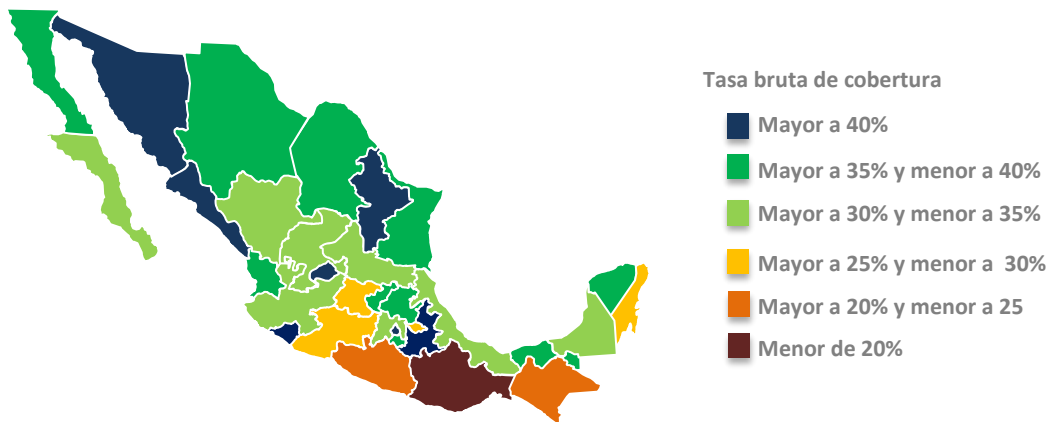 Tasa bruta de cobertura
Mayor a 40%
Mayor a 35% y menor a 40%
Mayor a 30% y menor a 35%
Mayor a 25% y menor a  30%
Mayor a 20% y menor a 25
Menor de 20%